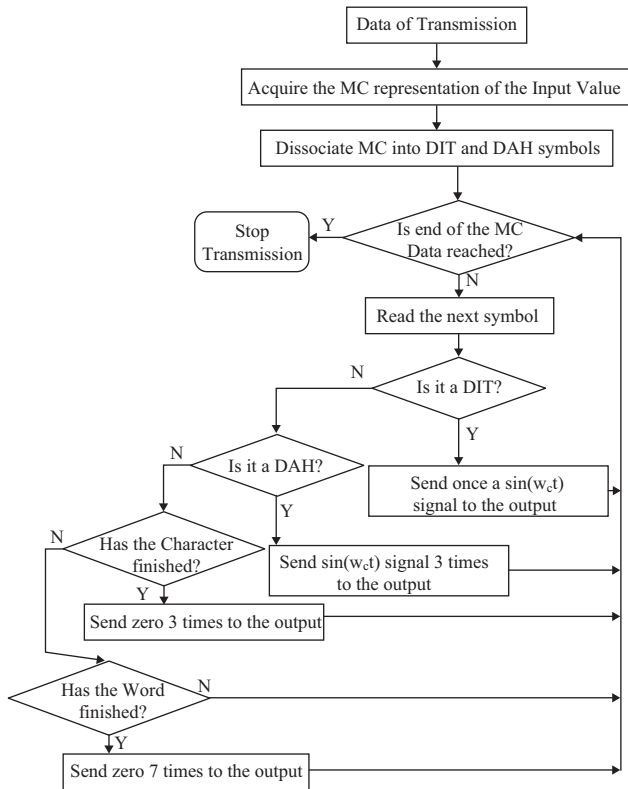 Data of Transmission
Acquire the MC representation of the Input Value
Dissociate MC into DIT and DAH symbols
Is end of the MC
Data reached?
Y
Stop
Transmission
N
Read the next symbol
Is it a DIT?
N
Y
Send once a sin(w_ct)
signal to the output
Is it a DAH?
N
Y
Send sin(w_ct) signal 3 times
to the output
Has the Character
finished?
N
Y
Send zero 3 times to the output
Has the Word
finished?
N
Y
Send zero 7 times to the output